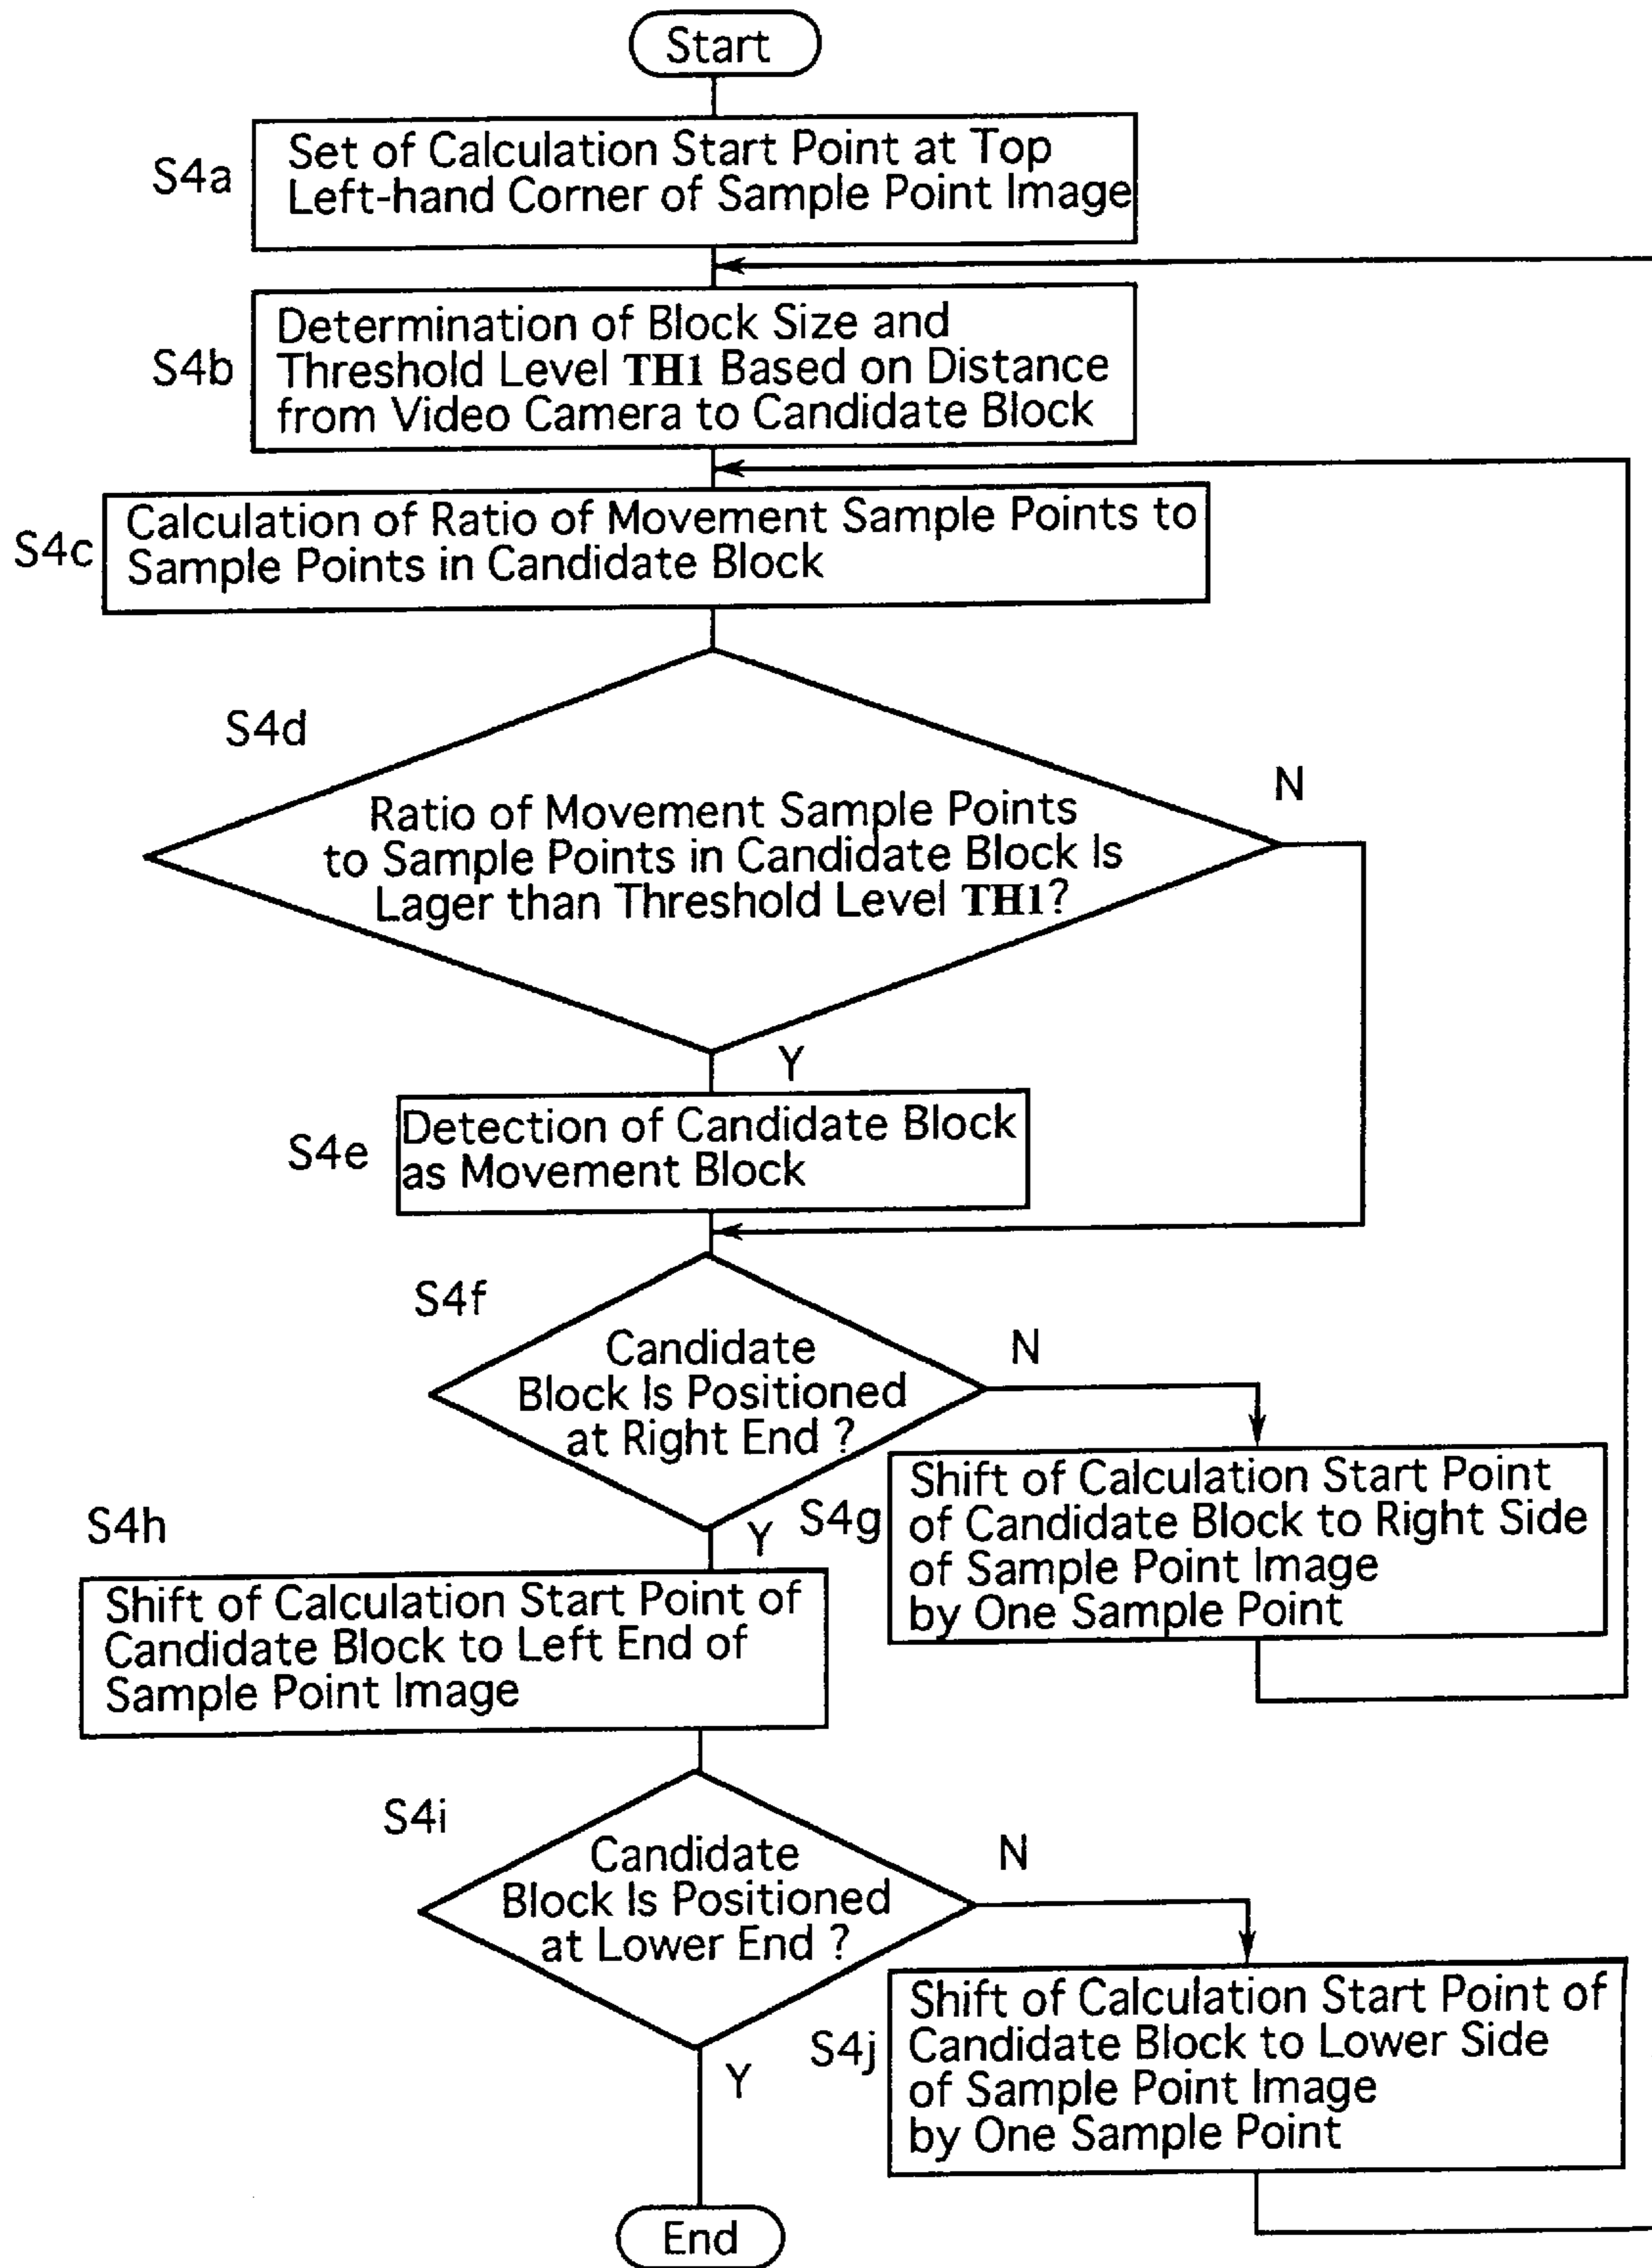 Start
S4a
Set of Calculation Start Point at Top
Left-hand Corner of Sample Point Image
S4b
Determination of Block Size and
Threshold Level TH1 Based on Distance
from Video Camera to Candidate Block
S4c
Calculation of Ratio of Movement Sample Points to
Sample Points in Candidate Block
S4d
Ratio of Movement Sample Points
to Sample Points in Candidate Block Is
Lager than Threshold Level TH1?
N
Y
S4e
Detection of Candidate Block
as Movement Block
S4f
Candidate
Block Is Positioned
at Right End ?
N
Y
S4g
Shift of Calculation Start Point
of Candidate Block to Right Side
of Sample Point Image
by One Sample Point
S4h
Shift of Calculation Start Point of
Candidate Block to Left End of
Sample Point Image
S4i
Candidate
Block Is Positioned
at Lower End ?
N
Y
S4j
Shift of Calculation Start Point of
Candidate Block to Lower Side
of Sample Point Image
by One Sample Point
End